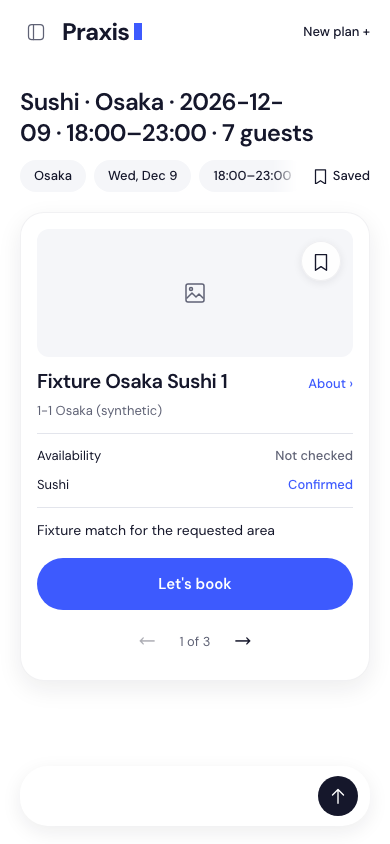 Praxis
New plan +
Sushi · Osaka · 2026-12-
09 · 18:00–23:00 · 7 guests
Osaka
Wed, Dec 9
18:00–23:00
Saved
Fixture Osaka Sushi 1
About ›
1-1 Osaka (synthetic)
Availability
Not checked
Sushi
Confirmed
Fixture match for the requested area
Let's book
← 1 of 3 →